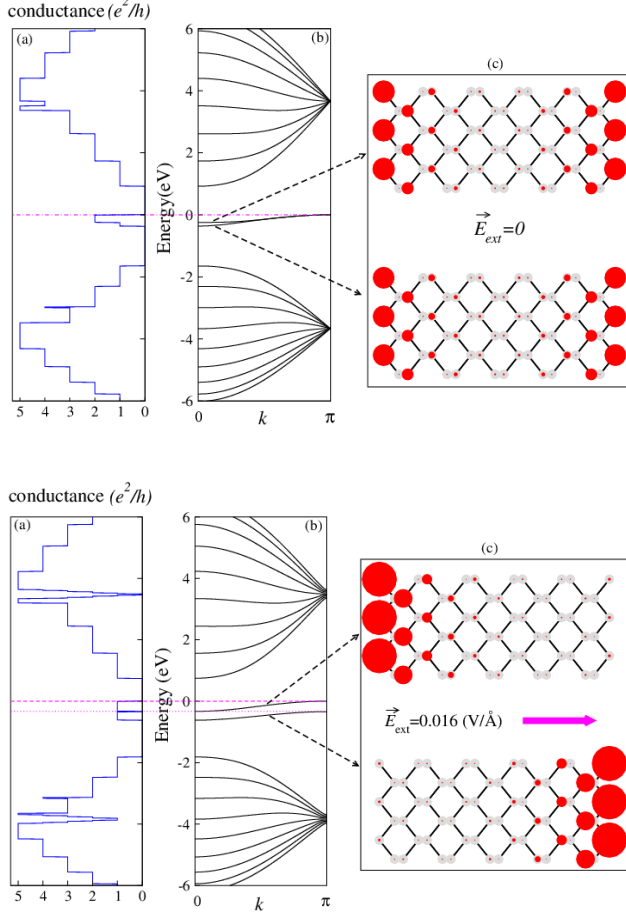 conductance (e²/h)
(a)
(b)
(c)
6
4
2
0
-2
-4
-6
Energy(eV)
E⃗ext=0
5 4 3 2 1 0
0 k π
conductance (e²/h)
(a)
(b)
(c)
6
4
2
0
-2
-4
-6
Energy (eV)
E⃗ext=0.016 (V/Å)
5 4 3 2 1 0
0 k π